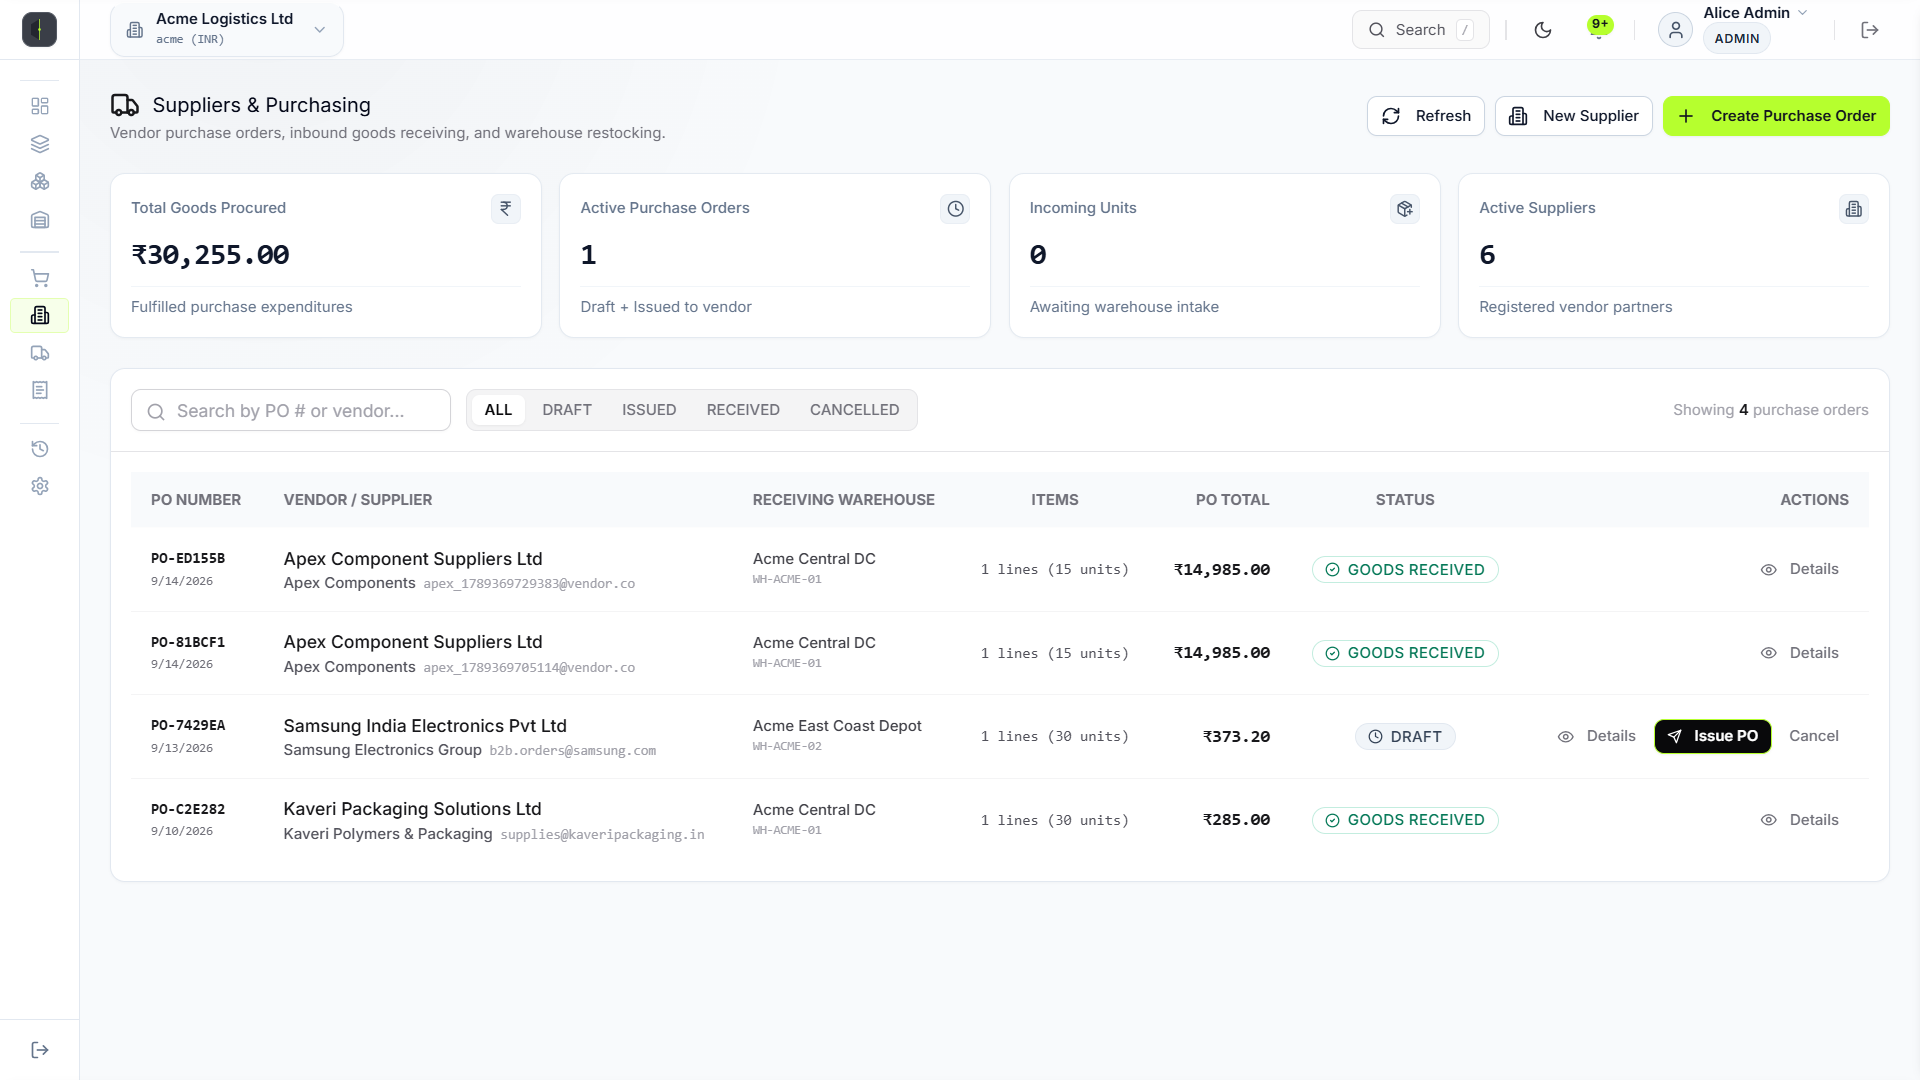 Acme Logistics Ltd
acme (INR)
Search /
9+
Alice Admin
ADMIN
Suppliers & Purchasing
Vendor purchase orders, inbound goods receiving, and warehouse restocking.
Refresh
New Supplier
+ Create Purchase Order
Total Goods Procured
₹
₹30,255.00
Fulfilled purchase expenditures
Active Purchase Orders
1
Draft + Issued to vendor
Incoming Units
0
Awaiting warehouse intake
Active Suppliers
6
Registered vendor partners
Search by PO # or vendor...
ALL DRAFT ISSUED RECEIVED CANCELLED
Showing 4 purchase orders
PO NUMBER VENDOR / SUPPLIER RECEIVING WAREHOUSE ITEMS PO TOTAL STATUS ACTIONS
PO-ED155B Apex Component Suppliers Ltd Acme Central DC 1 lines (15 units) ₹14,985.00 GOODS RECEIVED Details
9/14/2026 Apex Components apex_1789369729383@vendor.co WH-ACME-01
PO-81BCF1 Apex Component Suppliers Ltd Acme Central DC 1 lines (15 units) ₹14,985.00 GOODS RECEIVED Details
9/14/2026 Apex Components apex_1789369705114@vendor.co WH-ACME-01
PO-7429EA Samsung India Electronics Pvt Ltd Acme East Coast Depot 1 lines (30 units) ₹373.20 DRAFT Details Issue PO Cancel
9/13/2026 Samsung Electronics Group b2b.orders@samsung.com WH-ACME-02
PO-C2E282 Kaveri Packaging Solutions Ltd Acme Central DC 1 lines (30 units) ₹285.00 GOODS RECEIVED Details
9/10/2026 Kaveri Polymers & Packaging supplies@kaveripackaging.in WH-ACME-01